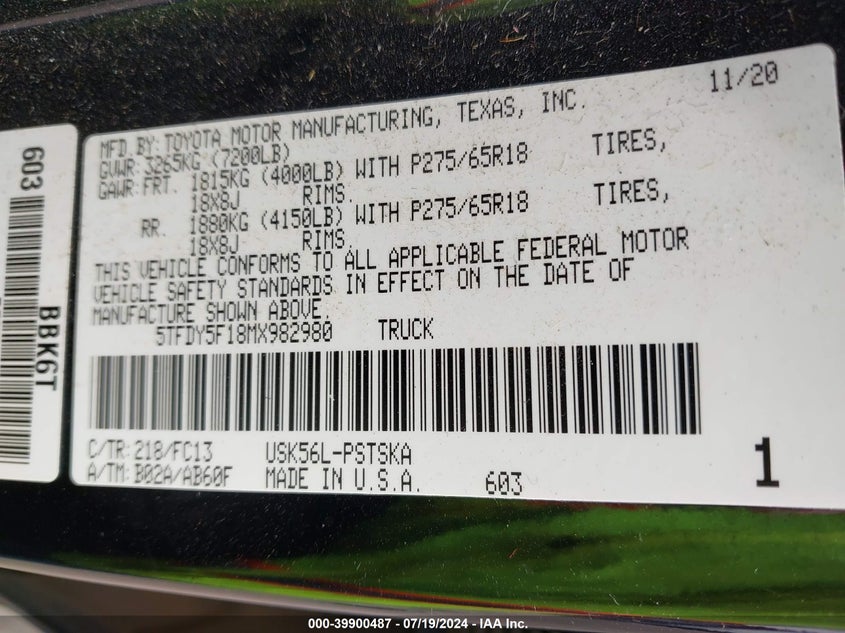 11/20
MFD. BY: TOYOTA MOTOR MANUFACTURING, TEXAS, INC.
GVWR: 3265KG (7200LB)
GAWR: FRT. 1815KG (4000LB) WITH P275/65R18 TIRES,
18X8J RIMS.
RR. 1880KG (4150LB) WITH P275/65R18 TIRES,
18X8J RIMS.
THIS VEHICLE CONFORMS TO ALL APPLICABLE FEDERAL MOTOR
VEHICLE SAFETY STANDARDS IN EFFECT ON THE DATE OF
MANUFACTURE SHOWN ABOVE.
5TFDY5F18MX982980 TRUCK
C/TR: 218/FC13 USK56L-PSTSKA
A/TM: B02A/AB60F MADE IN U.S.A. 603
1
603
BBK6T
000-39900487 - 07/19/2024 - IAA Inc.